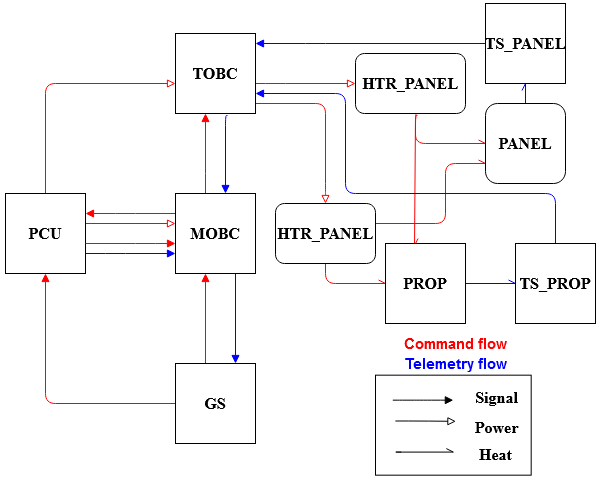 TS_PANEL
TOBC
HTR_PANEL
PANEL
PCU
MOBC
HTR_PANEL
PROP
TS_PROP
Command flow
Telemetry flow
GS
Signal
Power
Heat